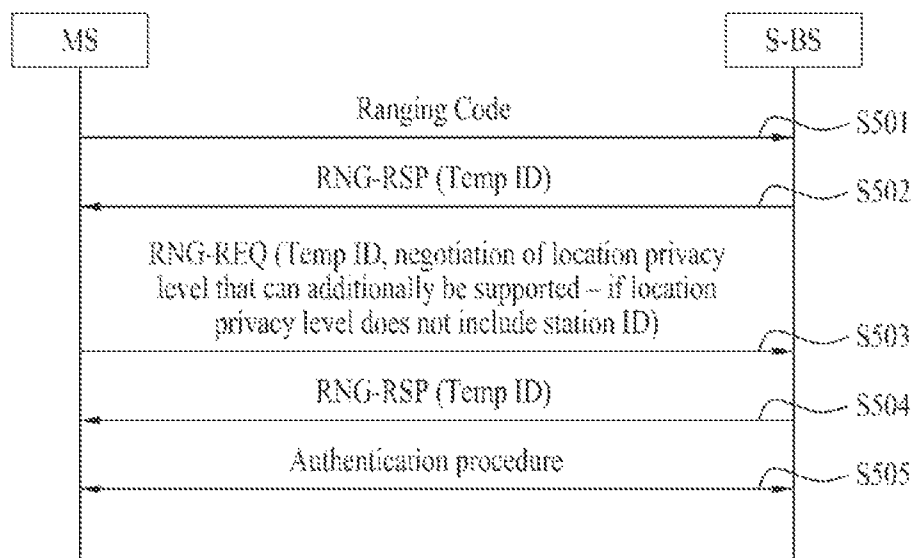 MS
S-BS
Ranging Code
S501
RNG-RSP (Temp ID)
S502
RNG-REQ (Temp ID, negotiation of location privacy
level that can additionally be supported – if location
privacy level does not include station ID)
S503
RNG-RSP (Temp ID)
S504
Authentication procedure
S505